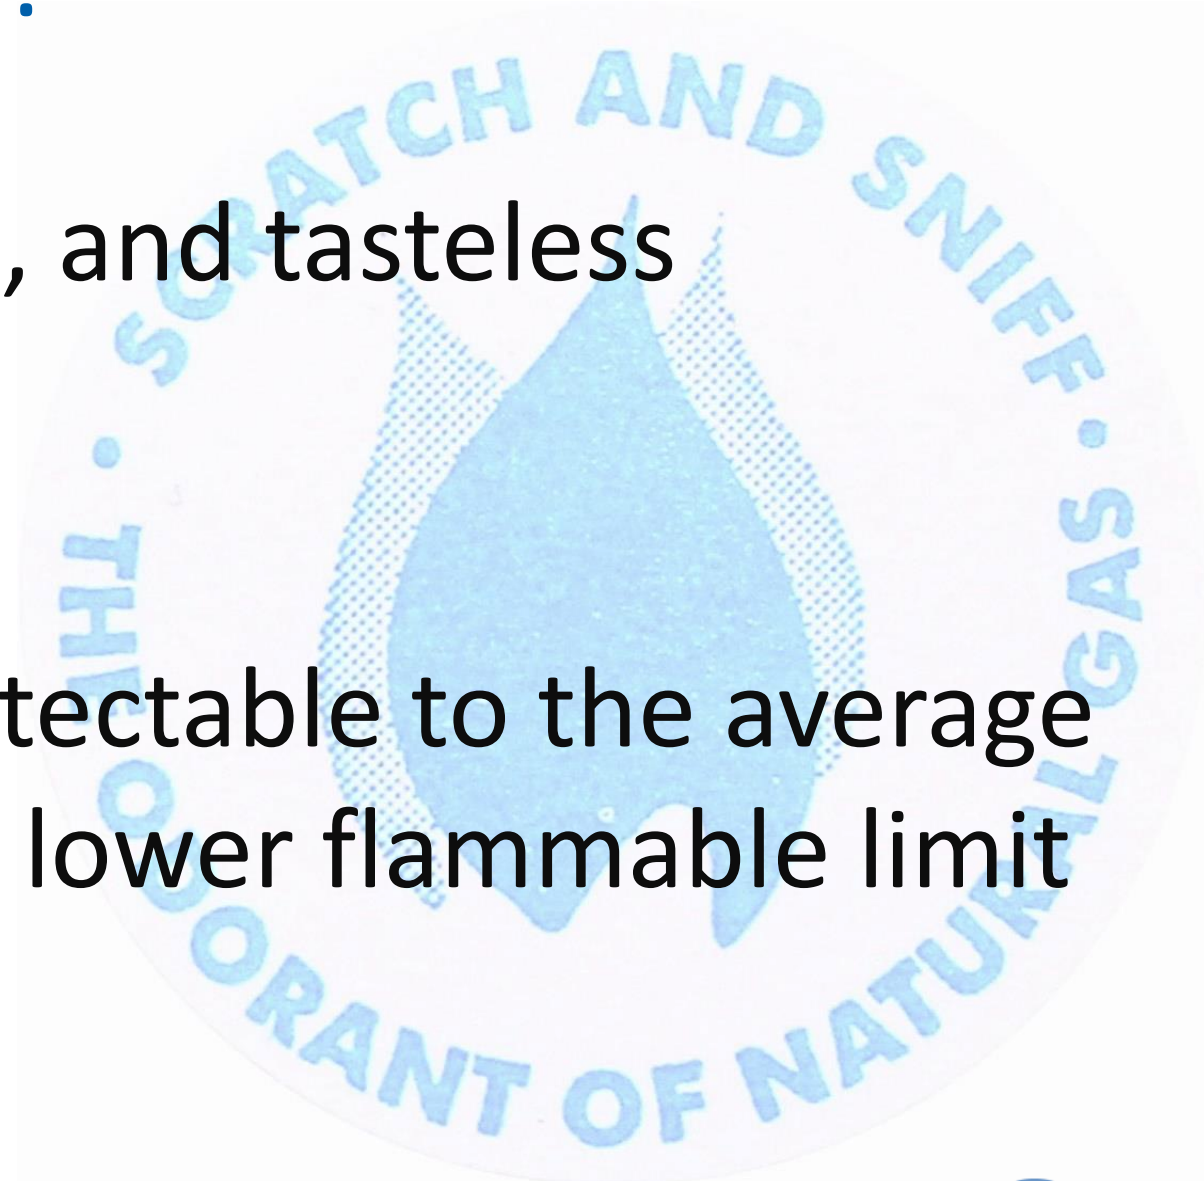 SCRATCH AND SNIFF
, and tasteless
tectable to the average
lower flammable limit
• THE ODORANT OF NATURAL GAS •